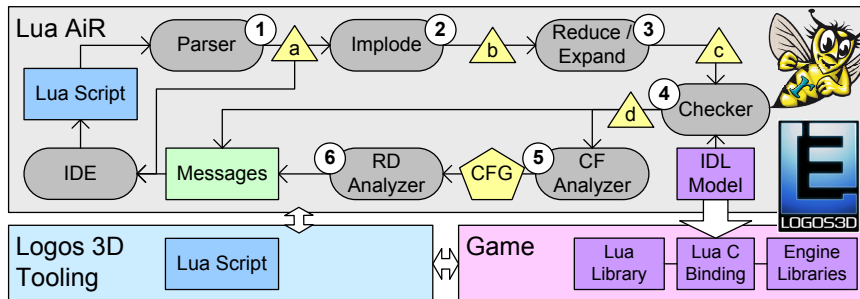 Lua AiR
Parser
1
a
Implode
2
b
Reduce /
Expand
3
c
Lua Script
4
Checker
d
IDE
Messages
6
RD
Analyzer
CFG
5
CF
Analyzer
IDL
Model
LOGOS3D
Logos 3D
Tooling
Lua Script
Game
Lua
Library
Lua C
Binding
Engine
Libraries